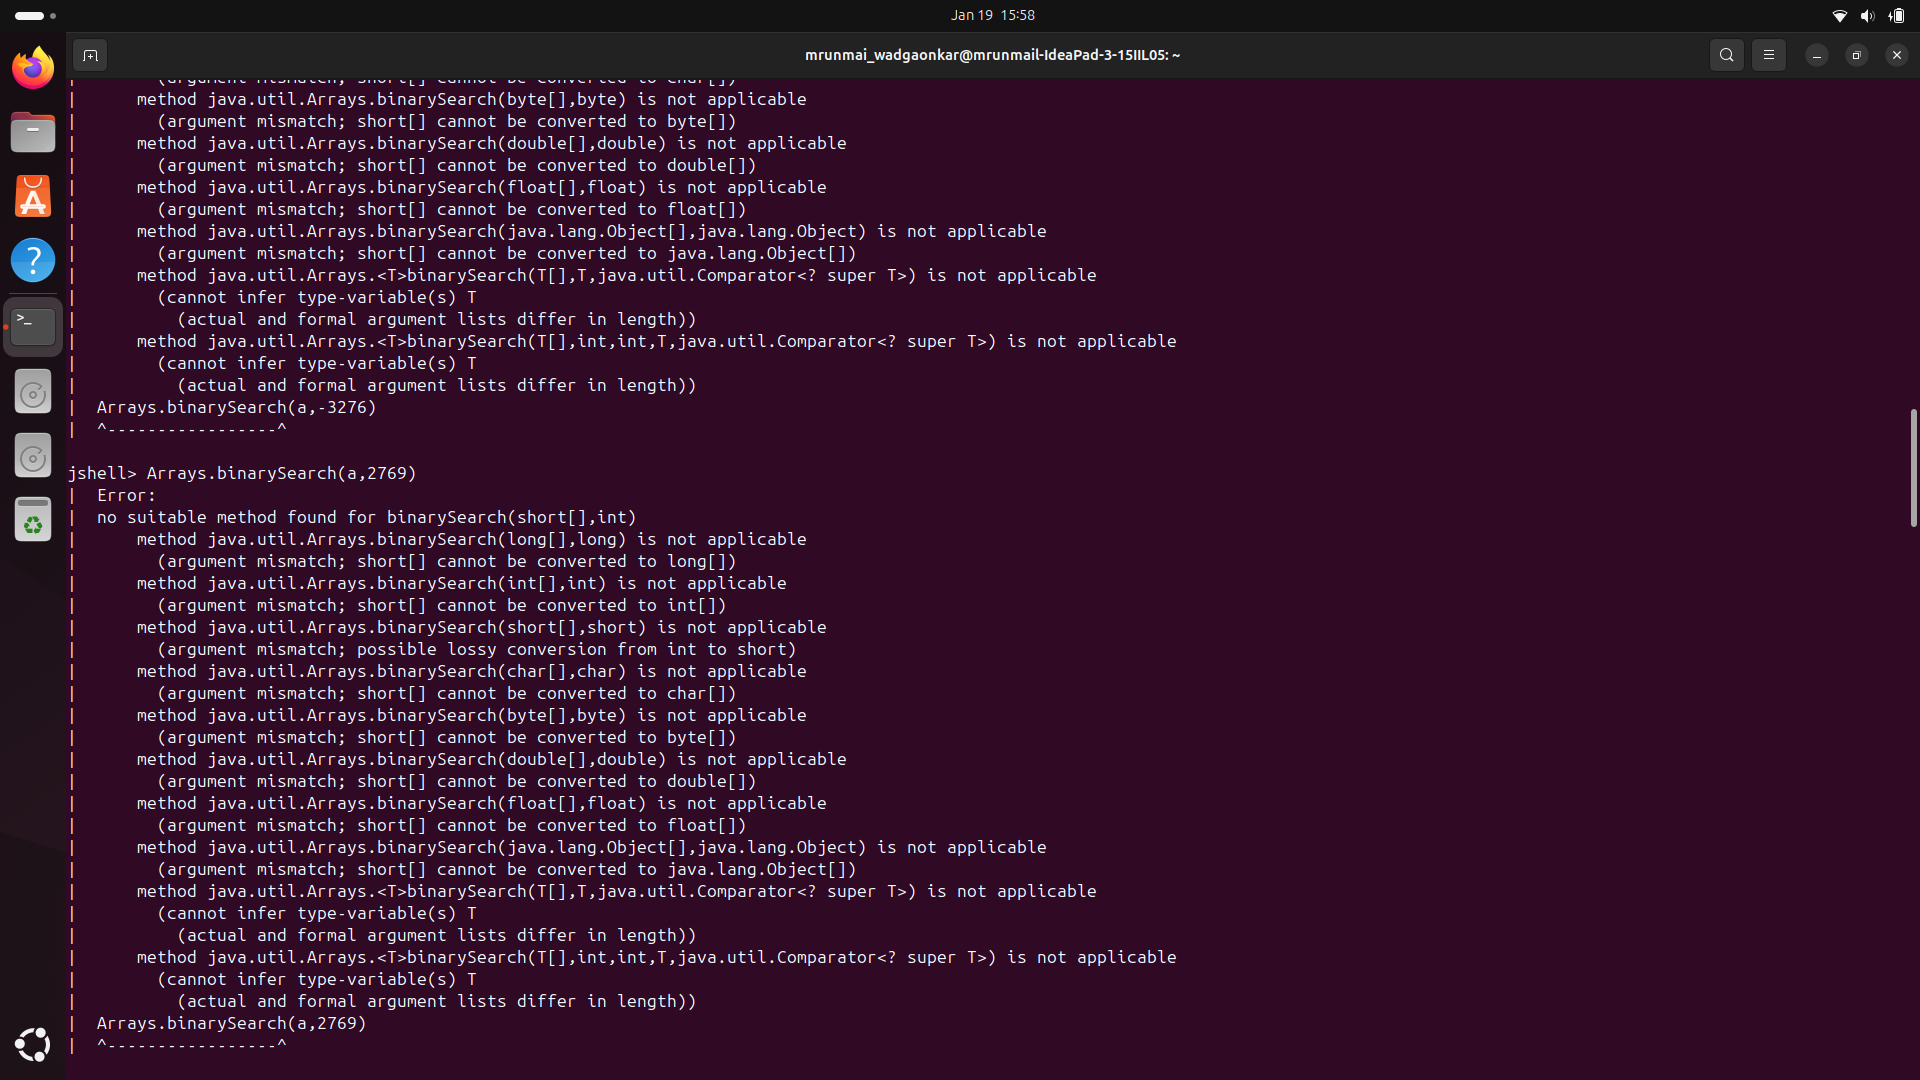 Jan 19 15:58
mrunmai_wadgaonkar@mrunmail-IdeaPad-3-15IIL05: ~
| (argument mismatch; short[] cannot be converted to char[])
| method java.util.Arrays.binarySearch(byte[],byte) is not applicable
| (argument mismatch; short[] cannot be converted to byte[])
| method java.util.Arrays.binarySearch(double[],double) is not applicable
| (argument mismatch; short[] cannot be converted to double[])
| method java.util.Arrays.binarySearch(float[],float) is not applicable
| (argument mismatch; short[] cannot be converted to float[])
| method java.util.Arrays.binarySearch(java.lang.Object[],java.lang.Object) is not applicable
| (argument mismatch; short[] cannot be converted to java.lang.Object[])
| method java.util.Arrays.<T>binarySearch(T[],T,java.util.Comparator<? super T>) is not applicable
| (cannot infer type-variable(s) T
| (actual and formal argument lists differ in length))
| method java.util.Arrays.<T>binarySearch(T[],int,int,T,java.util.Comparator<? super T>) is not applicable
| (cannot infer type-variable(s) T
| (actual and formal argument lists differ in length))
| Arrays.binarySearch(a,-3276)
| ^-----------------^
jshell> Arrays.binarySearch(a,2769)
| Error:
| no suitable method found for binarySearch(short[],int)
| method java.util.Arrays.binarySearch(long[],long) is not applicable
| (argument mismatch; short[] cannot be converted to long[])
| method java.util.Arrays.binarySearch(int[],int) is not applicable
| (argument mismatch; short[] cannot be converted to int[])
| method java.util.Arrays.binarySearch(short[],short) is not applicable
| (argument mismatch; possible lossy conversion from int to short)
| method java.util.Arrays.binarySearch(char[],char) is not applicable
| (argument mismatch; short[] cannot be converted to char[])
| method java.util.Arrays.binarySearch(byte[],byte) is not applicable
| (argument mismatch; short[] cannot be converted to byte[])
| method java.util.Arrays.binarySearch(double[],double) is not applicable
| (argument mismatch; short[] cannot be converted to double[])
| method java.util.Arrays.binarySearch(float[],float) is not applicable
| (argument mismatch; short[] cannot be converted to float[])
| method java.util.Arrays.binarySearch(java.lang.Object[],java.lang.Object) is not applicable
| (argument mismatch; short[] cannot be converted to java.lang.Object[])
| method java.util.Arrays.<T>binarySearch(T[],T,java.util.Comparator<? super T>) is not applicable
| (cannot infer type-variable(s) T
| (actual and formal argument lists differ in length))
| method java.util.Arrays.<T>binarySearch(T[],int,int,T,java.util.Comparator<? super T>) is not applicable
| (cannot infer type-variable(s) T
| (actual and formal argument lists differ in length))
| Arrays.binarySearch(a,2769)
| ^-----------------^